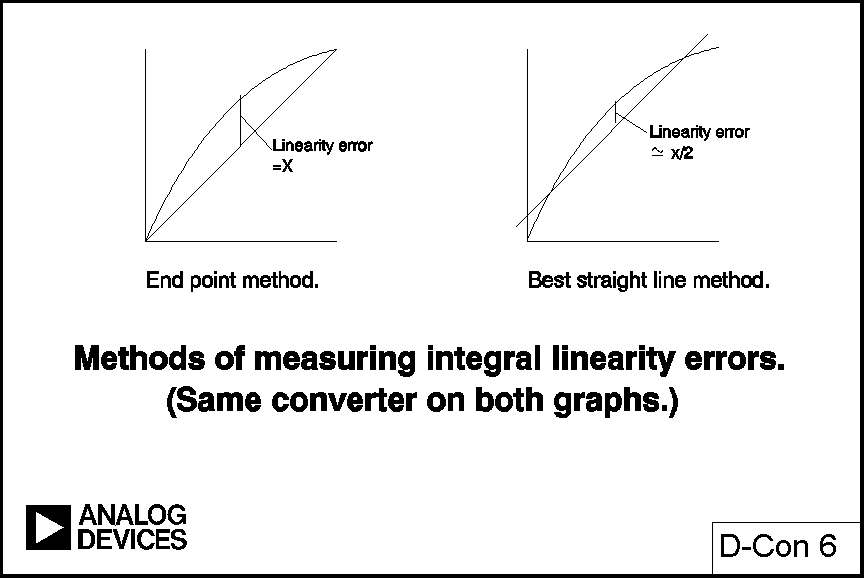 Linearity error
=X
Linearity error
≃ x/2
End point method.
Best straight line method.
Methods of measuring integral linearity errors.
(Same converter on both graphs.)
ANALOG
DEVICES
D-Con 6